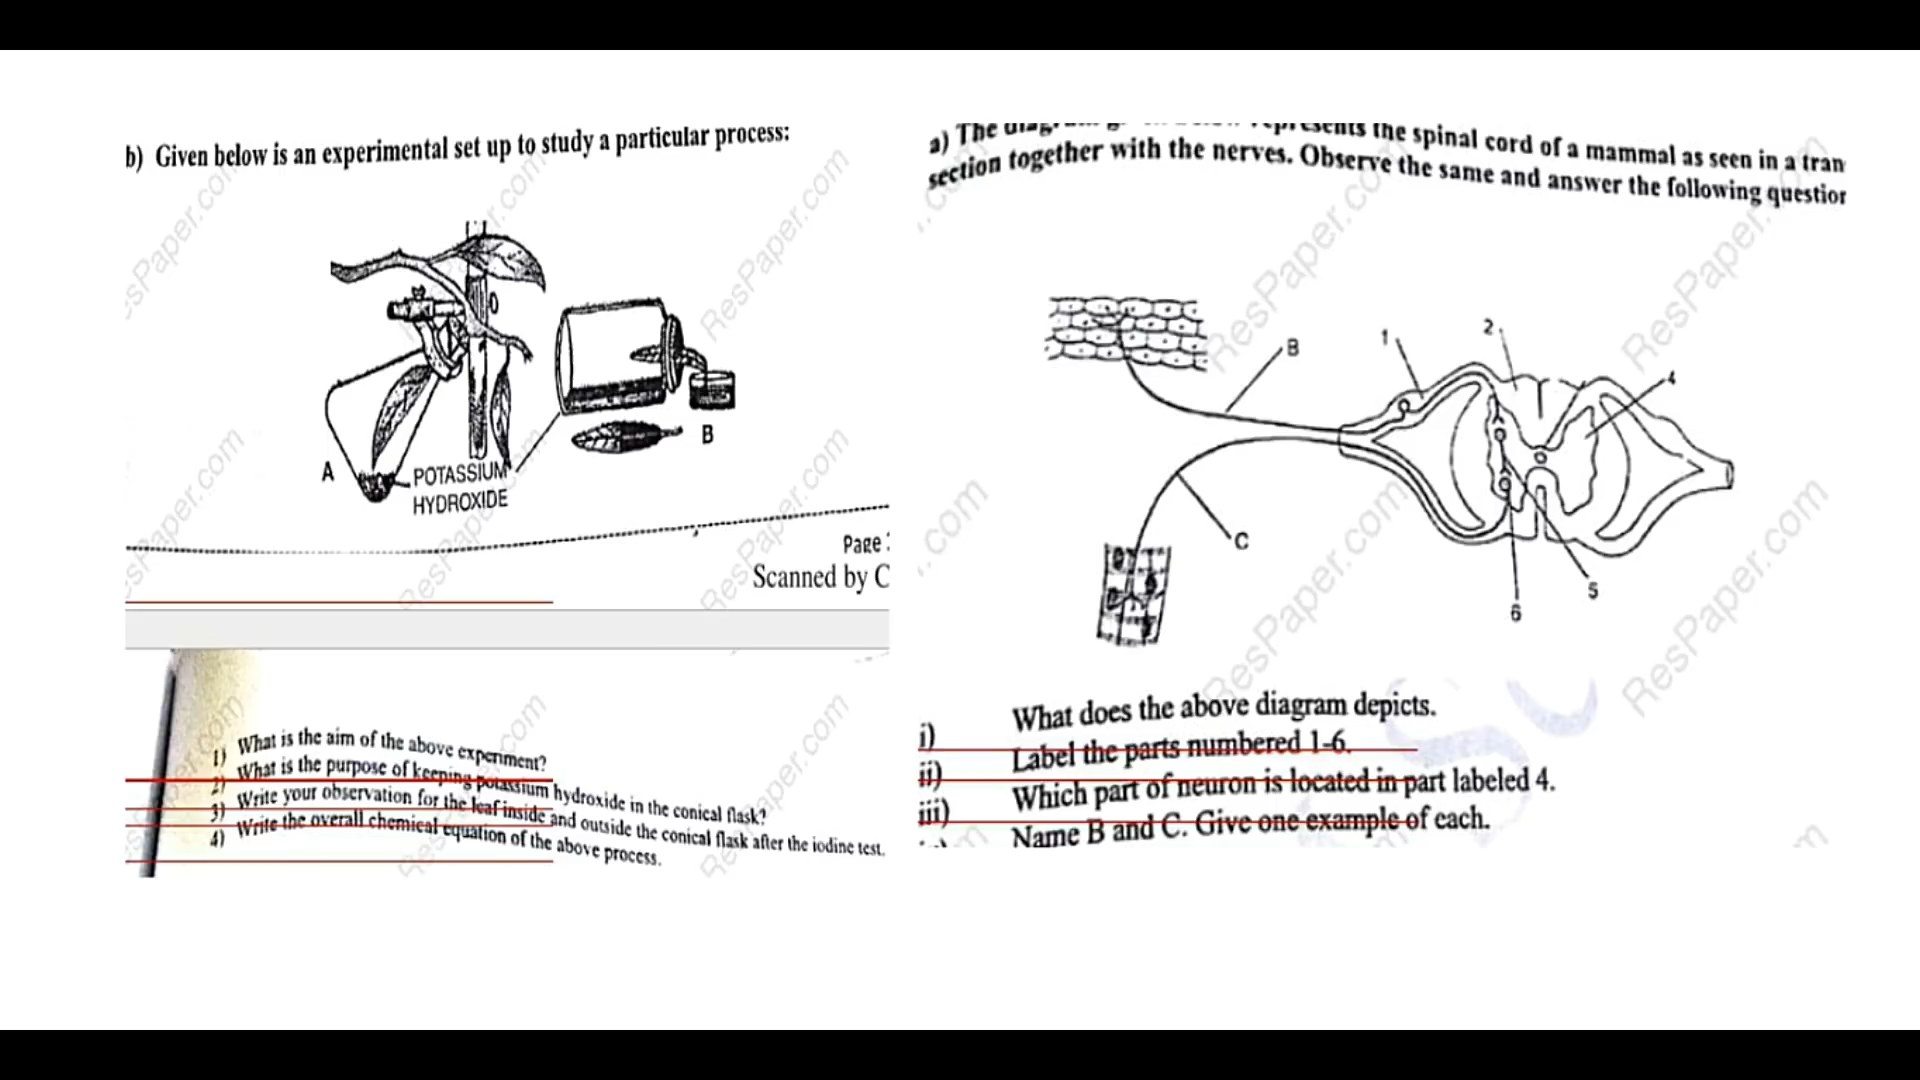 b) Given below is an experimental set up to study a particular process:
A
POTASSIUM
HYDROXIDE
B
Page
Scanned by C
1) What is the aim of the above experiment?
2) What is the purpose of keeping potassium hydroxide in the conical flask?
3) Write your observation for the leaf inside and outside the conical flask after the iodine test.
4) Write the overall chemical equation of the above process.
a) The represents the spinal cord of a mammal as seen in a tran
section together with the nerves. Observe the same and answer the following question
B
1
2
4
C
5
6
i) What does the above diagram depicts.
ii) Label the parts numbered 1-6.
iii) Which part of neuron is located in part labeled 4.
Name B and C. Give one example of each.
ResPaper.com